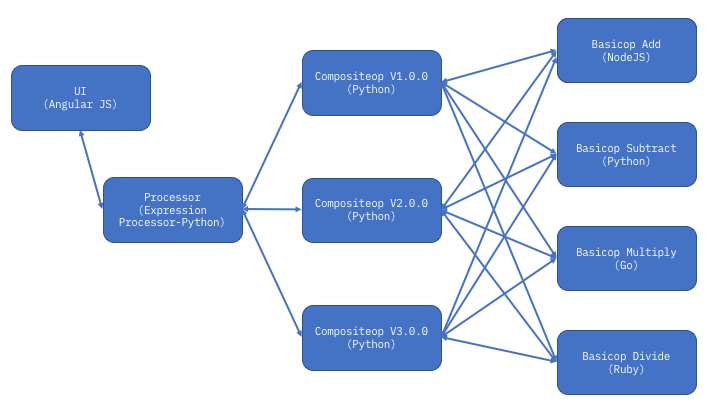 UI
(Angular JS)
Processor
(Expression
Processor-Python)
Compositeop V1.0.0
(Python)
Compositeop V2.0.0
(Python)
Compositeop V3.0.0
(Python)
Basicop Add
(NodeJS)
Basicop Subtract
(Python)
Basicop Multiply
(Go)
Basicop Divide
(Ruby)